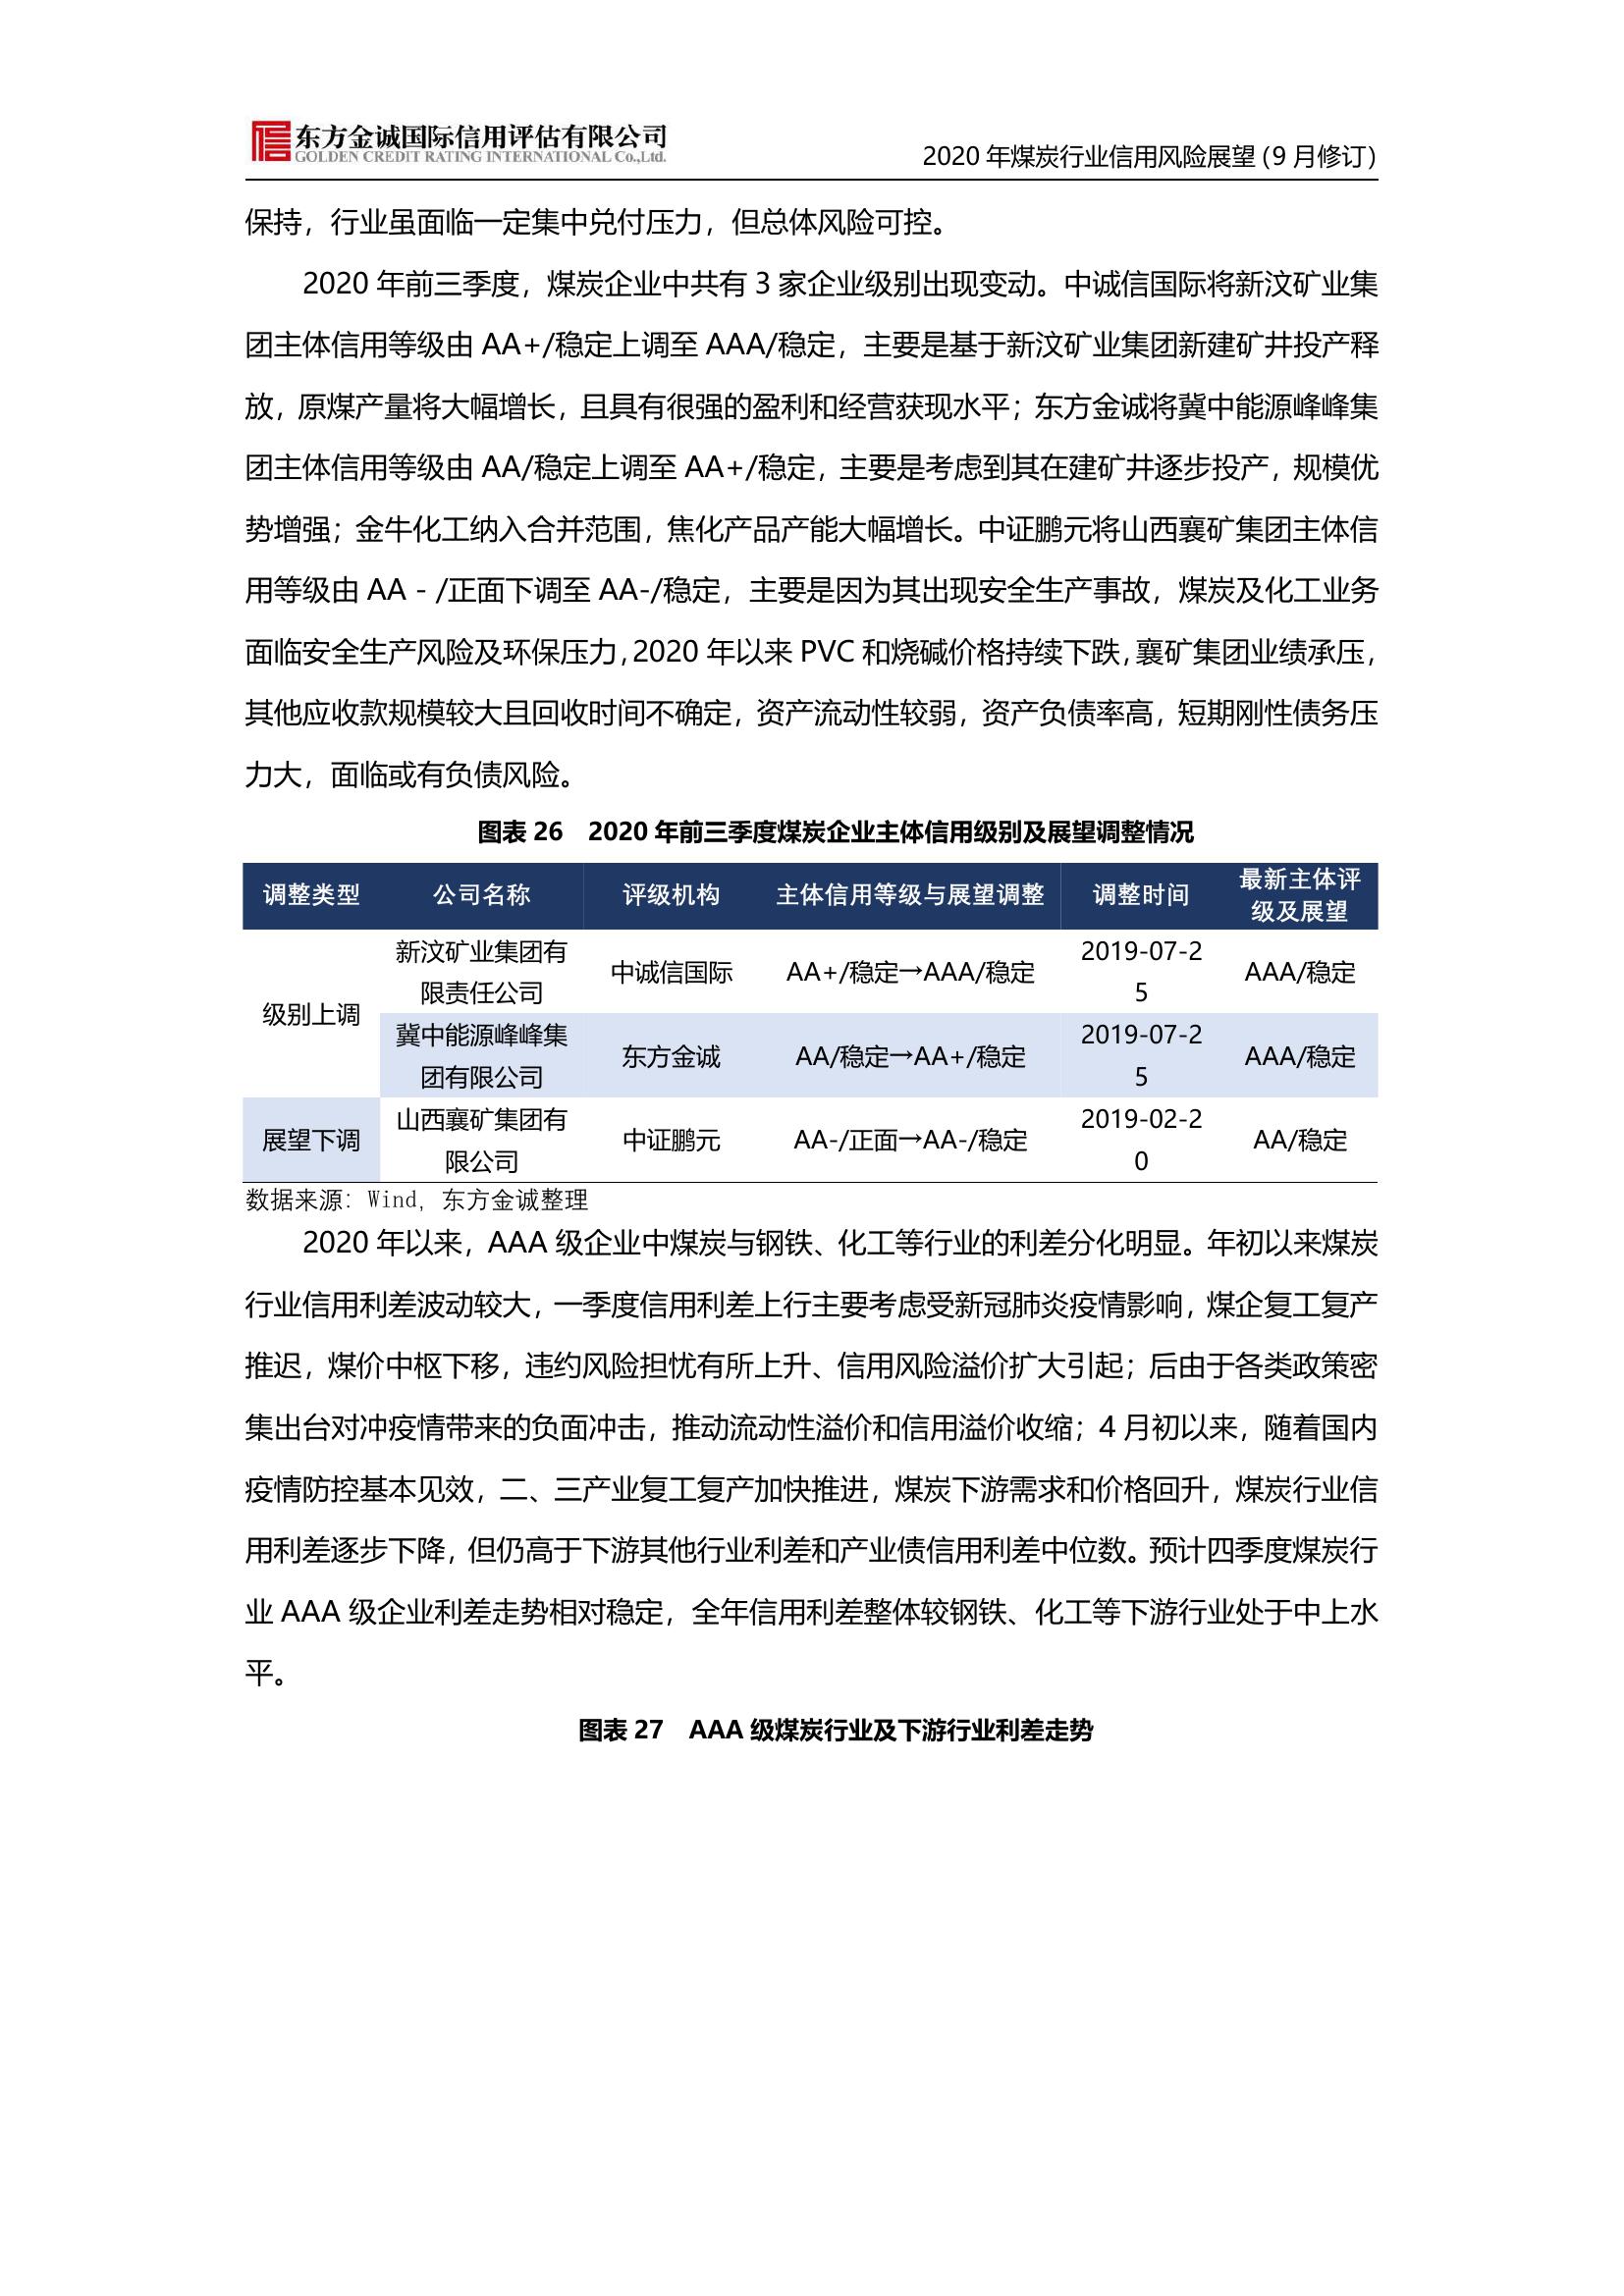 东方金诚国际信用评估有限公司
GOLDEN CREDIT RATING INTERNATIONAL Co.,Ltd.
2020 年煤炭行业信用风险展望(9 月修订)
保持，行业虽面临一定集中兑付压力，但总体风险可控。
2020 年前三季度，煤炭企业中共有 3 家企业级别出现变动。中诚信国际将新汶矿业集
团主体信用等级由 AA+/稳定上调至 AAA/稳定，主要是基于新汶矿业集团新建矿井投产释
放，原煤产量将大幅增长，且具有很强的盈利和经营获现水平；东方金诚将冀中能源峰峰集
团主体信用等级由 AA/稳定上调至 AA+/稳定，主要是考虑到其在建矿井逐步投产，规模优
势增强；金牛化工纳入合并范围，焦化产品产能大幅增长。中证鹏元将山西襄矿集团主体信
用等级由 AA - /正面下调至 AA-/稳定，主要是因为其出现安全生产事故，煤炭及化工业务
面临安全生产风险及环保压力，2020 年以来 PVC 和烧碱价格持续下跌，襄矿集团业绩承压，
其他应收款规模较大且回收时间不确定，资产流动性较弱，资产负债率高，短期刚性债务压
力大，面临或有负债风险。
图表 26 2020 年前三季度煤炭企业主体信用级别及展望调整情况
调整类型 公司名称 评级机构 主体信用等级与展望调整 调整时间 最新主体评
级及展望
级别上调 新汶矿业集团有
限责任公司 中诚信国际 AA+/稳定→AAA/稳定 2019-07-2
5 AAA/稳定
冀中能源峰峰集
团有限公司 东方金诚 AA/稳定→AA+/稳定 2019-07-2
5 AAA/稳定
展望下调 山西襄矿集团有
限公司 中证鹏元 AA-/正面→AA-/稳定 2019-02-2
0 AA/稳定
数据来源：Wind，东方金诚整理
2020 年以来，AAA 级企业中煤炭与钢铁、化工等行业的利差分化明显。年初以来煤炭
行业信用利差波动较大，一季度信用利差上行主要考虑受新冠肺炎疫情影响，煤企复工复产
推迟，煤价中枢下移，违约风险担忧有所上升、信用风险溢价扩大引起；后由于各类政策密
集出台对冲疫情带来的负面冲击，推动流动性溢价和信用溢价收缩；4 月初以来，随着国内
疫情防控基本见效，二、三产业复工复产加快推进，煤炭下游需求和价格回升，煤炭行业信
用利差逐步下降，但仍高于下游其他行业利差和产业债信用利差中位数。预计四季度煤炭行
业 AAA 级企业利差走势相对稳定，全年信用利差整体较钢铁、化工等下游行业处于中上水
平。
图表 27 AAA 级煤炭行业及下游行业利差走势